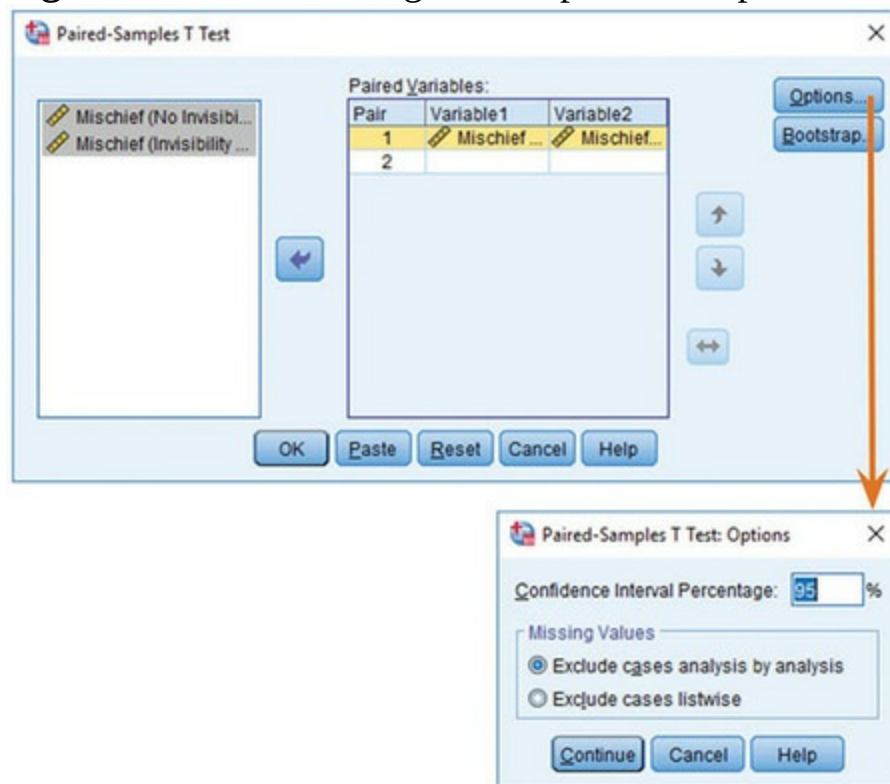 Paired-Samples T Test
Paired Variables:
Mischief (No Invisibi...
Mischief (Invisibility ...
Pair Variable1 Variable2
1 Mischief ... Mischief...
2
Options...
Bootstrap...
OK Paste Reset Cancel Help
Paired-Samples T Test: Options
Confidence Interval Percentage: 95 %
Missing Values
Exclude cases analysis by analysis
Exclude cases listwise
Continue Cancel Help